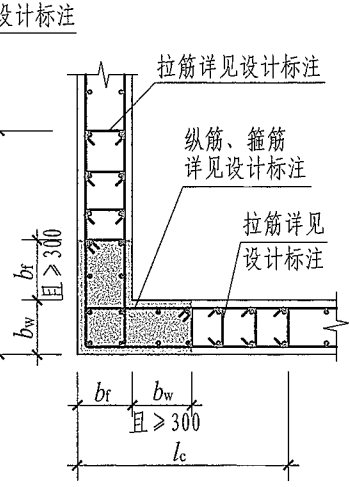 设计标注
拉筋详见设计标注
纵筋、箍筋
详见设计标注
拉筋详见
设计标注
bf
且≥300
bw
bf
bw
且≥300
lc